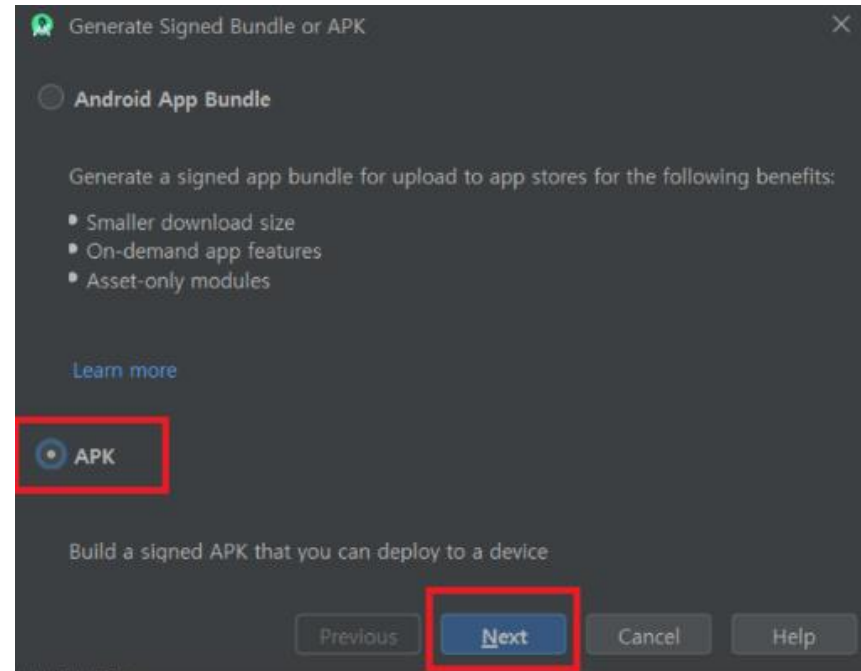 Generate Signed Bundle or APK
Android App Bundle
Generate a signed app bundle for upload to app stores for the following benefits:
Smaller download size
On-demand app features
Asset-only modules
Learn more
APK
Build a signed APK that you can deploy to a device
Previous Next Cancel Help